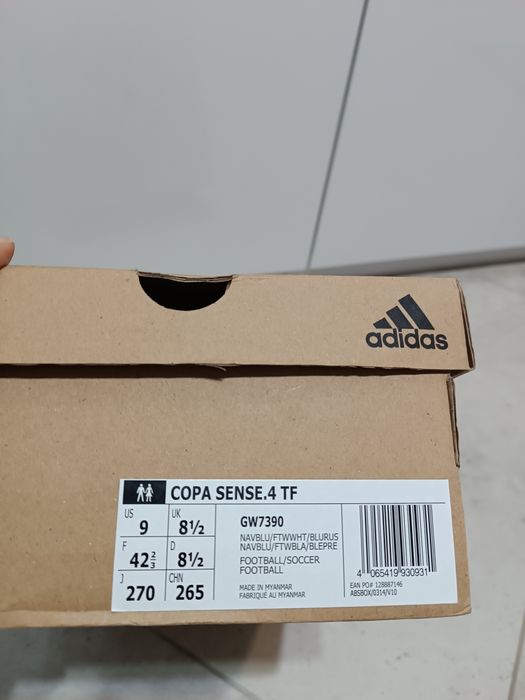 adidas
COPA SENSE.4 TF
US 9 UK 8½
F 42⅔ D 8½
J 270 CHN 265
GW7390
NAVBLU/FTWWHT/BLURUS
NAVBLU/FTWBLA/BLEPRE
FOOTBALL/SOCCER
FOOTBALL
MADE IN MYANMAR
FABRIQUÉ AU MYANMAR
4 065419 930931
EAN PO# 128887146
ABSBOX/0314/V10